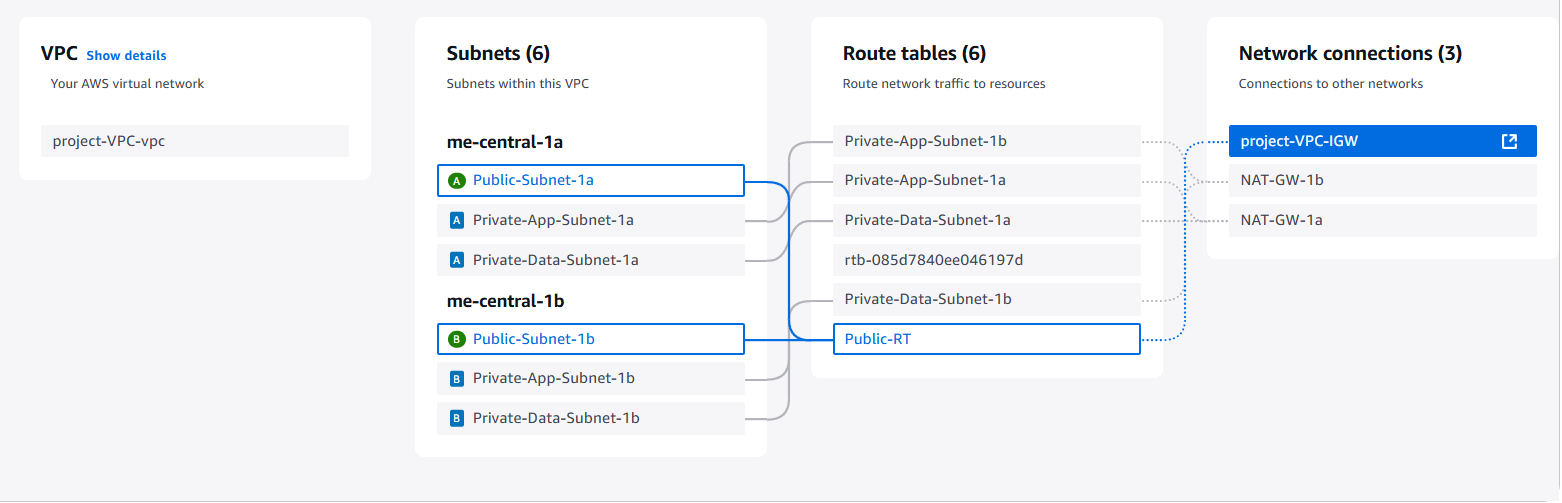 VPC Show details
Your AWS virtual network
project-VPC-vpc
Subnets (6)
Subnets within this VPC
me-central-1a
A Public-Subnet-1a
A Private-App-Subnet-1a
A Private-Data-Subnet-1a
me-central-1b
B Public-Subnet-1b
B Private-App-Subnet-1b
B Private-Data-Subnet-1b
Route tables (6)
Route network traffic to resources
Private-App-Subnet-1b
Private-App-Subnet-1a
Private-Data-Subnet-1a
rtb-085d7840ee046197d
Private-Data-Subnet-1b
Public-RT
Network connections (3)
Connections to other networks
project-VPC-IGW
NAT-GW-1b
NAT-GW-1a